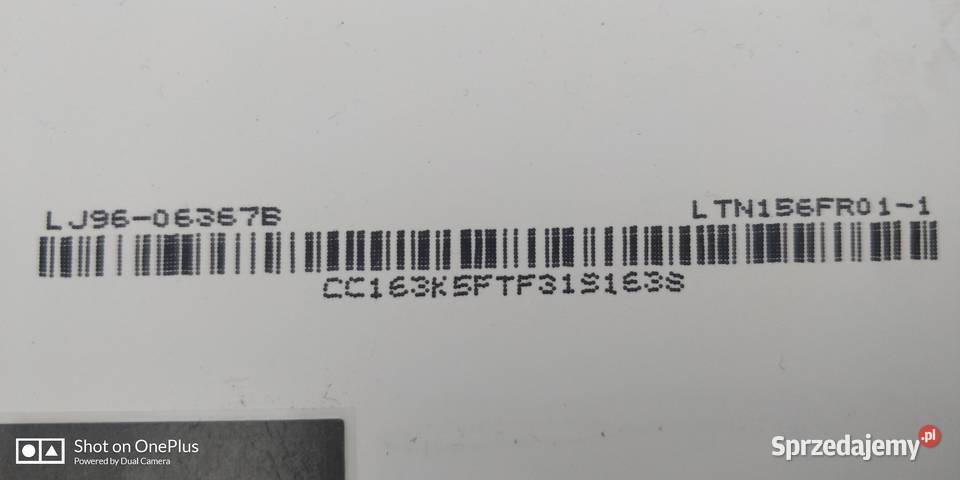 LJ96-06367B
LTN156FR01-1
CC163K5FTF31S163S
Shot on OnePlus
Powered by Dual Camera
Sprzedajemy.pl